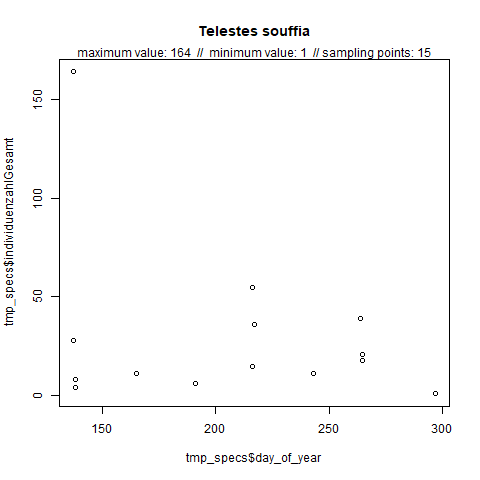 Telestes souffia
maximum value: 164 // minimum value: 1 // sampling points: 15
tmp_specs$individuenzahlGesamt
150
100
50
0
150
200
250
300
tmp_specs$day_of_year